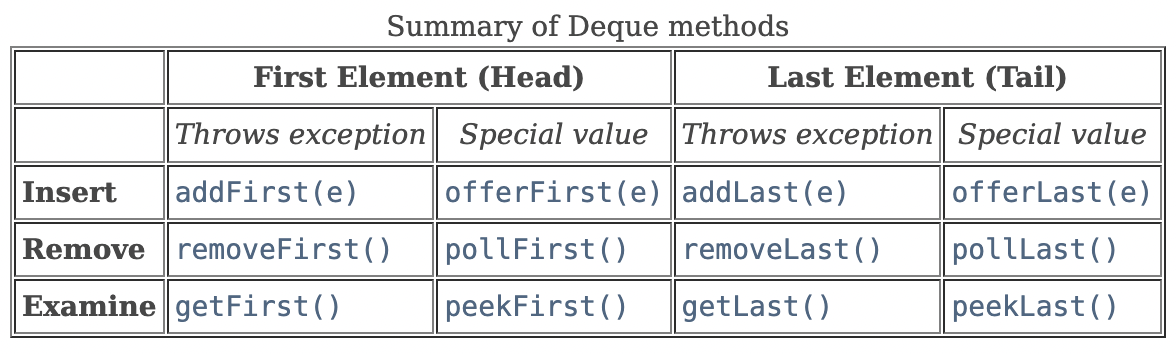 Summary of Deque methods
First Element (Head) Last Element (Tail)
Throws exception Special value Throws exception Special value
Insert addFirst(e) offerFirst(e) addLast(e) offerLast(e)
Remove removeFirst() pollFirst() removeLast() pollLast()
Examine getFirst() peekFirst() getLast() peekLast()